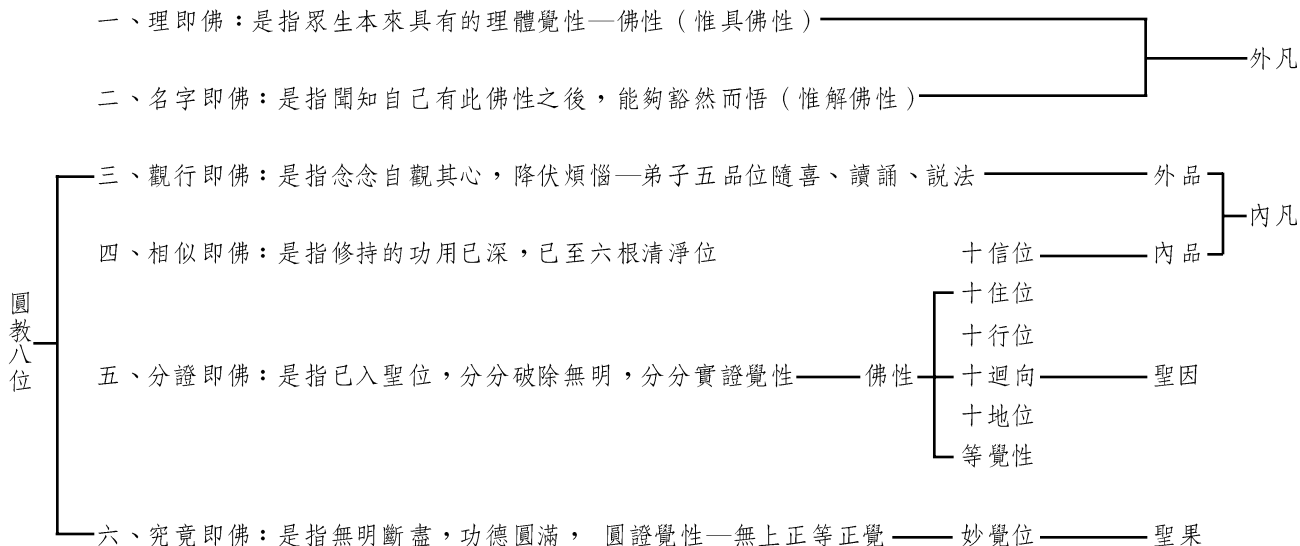 一、理即佛：是指眾生本來具有的理體覺性—佛性（惟具佛性）
外凡
二、名字即佛：是指聞知自己有此佛性之後，能夠豁然而悟（惟解佛性）
三、觀行即佛：是指念念自觀其心，降伏煩惱—弟子五品位隨喜、讀誦、說法 外品
內凡
四、相似即佛：是指修持的功用已深，已至六根清淨位 十信位 內品
圓教八位
十住位
十行位
五、分證即佛：是指已入聖位，分分破除無明，分分實證覺性 佛性 十迴向 聖因
十地位
等覺性
六、究竟即佛：是指無明斷盡，功德圓滿， 圓證覺性—無上正等正覺 妙覺位 聖果